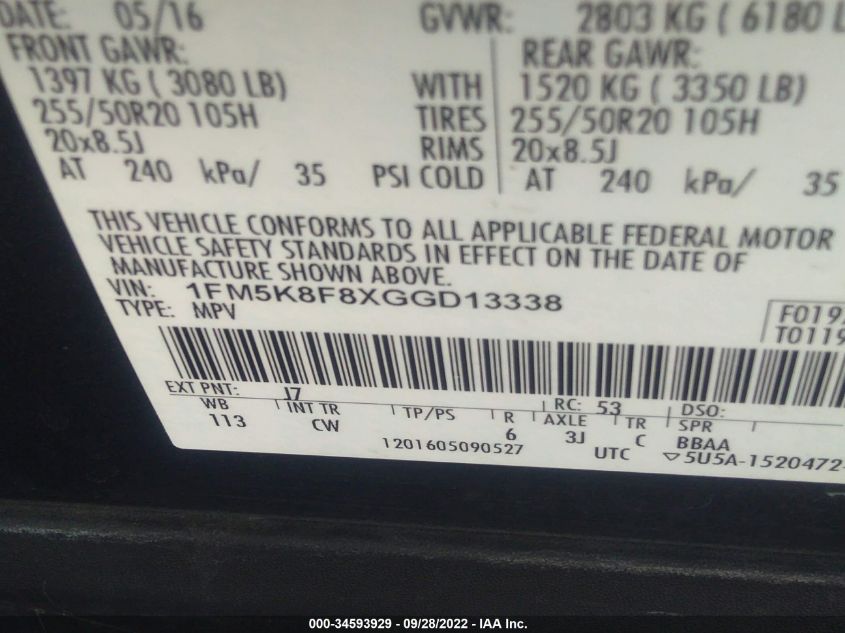 DATE: 05/16 GVWR: 2803 KG ( 6180 L
FRONT GAWR: REAR GAWR:
1397 KG ( 3080 LB) WITH 1520 KG ( 3350 LB)
255/50R20 105H TIRES 255/50R20 105H
20x8.5J RIMS 20x8.5J
AT 240 kPa/ 35 PSI COLD AT 240 kPa/ 35
THIS VEHICLE CONFORMS TO ALL APPLICABLE FEDERAL MOTOR
VEHICLE SAFETY STANDARDS IN EFFECT ON THE DATE OF
MANUFACTURE SHOWN ABOVE.
VIN: 1FM5K8F8XGGD13338
TYPE: MPV
F019
T0119
EXT PNT: J7 RC: 53 DSO:
WB INT TR TP/PS R AXLE TR SPR
113 CW 6 3J C BBAA
1201605090527 UTC ▽5U5A-1520472-
000-34593929 - 09/28/2022 - IAA Inc.